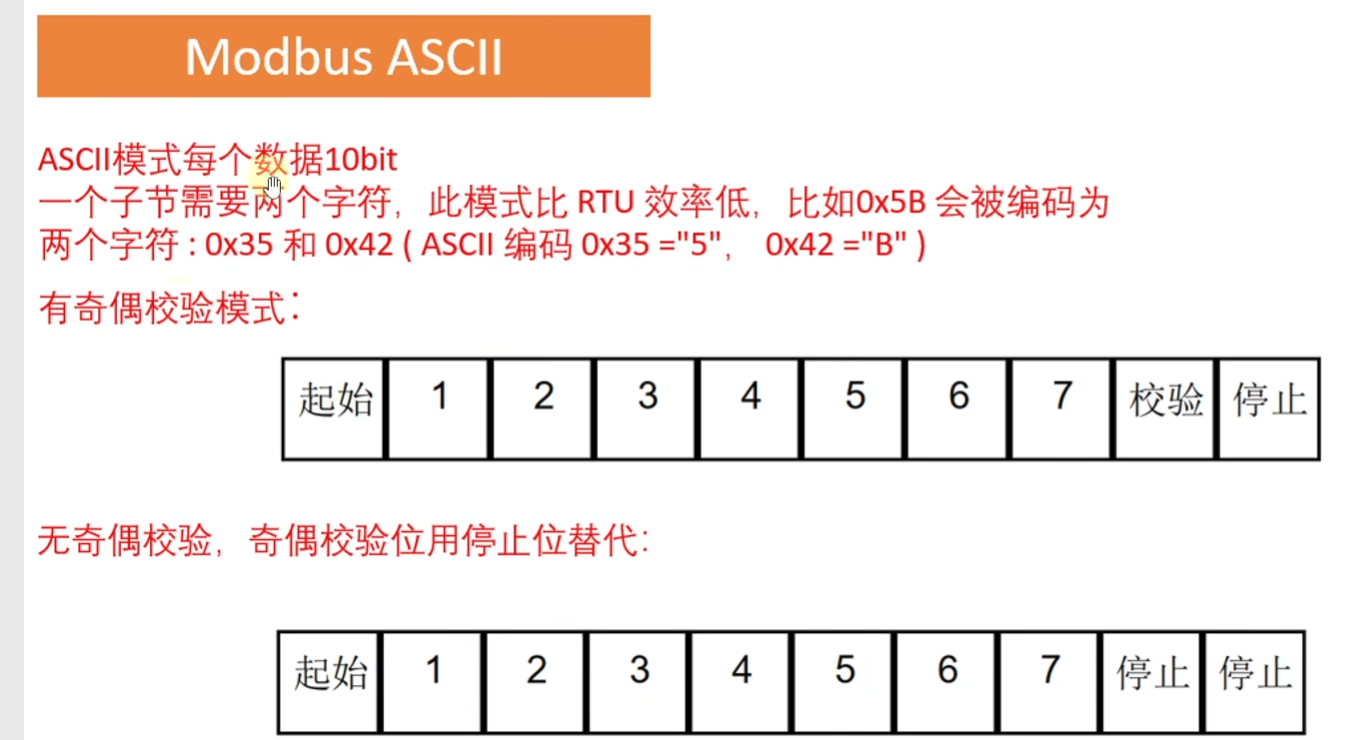 Modbus ASCII
ASCII模式每个数据10bit
一个子节需要两个字符，此模式比 RTU 效率低，比如0x5B 会被编码为
两个字符 : 0x35 和 0x42 ( ASCII 编码 0x35 ="5"， 0x42 ="B" )
有奇偶校验模式：
起始 1 2 3 4 5 6 7 校验 停止
无奇偶校验，奇偶校验位用停止位替代：
起始 1 2 3 4 5 6 7 停止 停止